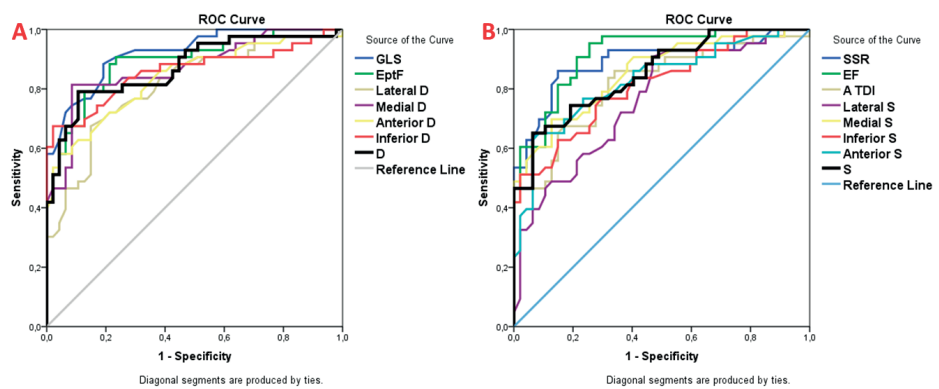 A
ROC Curve
Sensitivity
1,0
0,8
0,6
0,4
0,2
0,0
0,0 0,2 0,4 0,6 0,8 1,0
1 - Specificity
Diagonal segments are produced by ties.
Source of the Curve
GLS
EptF
Lateral D
Medial D
Anterior D
Inferior D
D
Reference Line
B
ROC Curve
Sensitivity
1,0
0,8
0,6
0,4
0,2
0,0
0,0 0,2 0,4 0,6 0,8 1,0
1 - Specificity
Diagonal segments are produced by ties.
Source of the Curve
SSR
EF
A TDI
Lateral S
Medial S
Inferior S
Anterior S
S
Reference Line